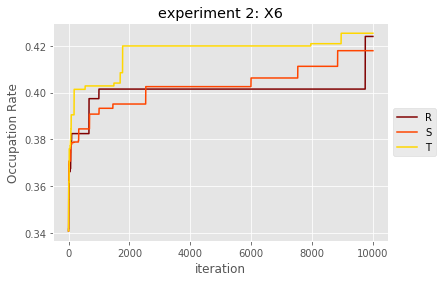 experiment 2: X6
Occupation Rate
0.42
0.40
0.38
0.36
0.34
0
2000
4000
6000
8000
10000
iteration
R
S
T